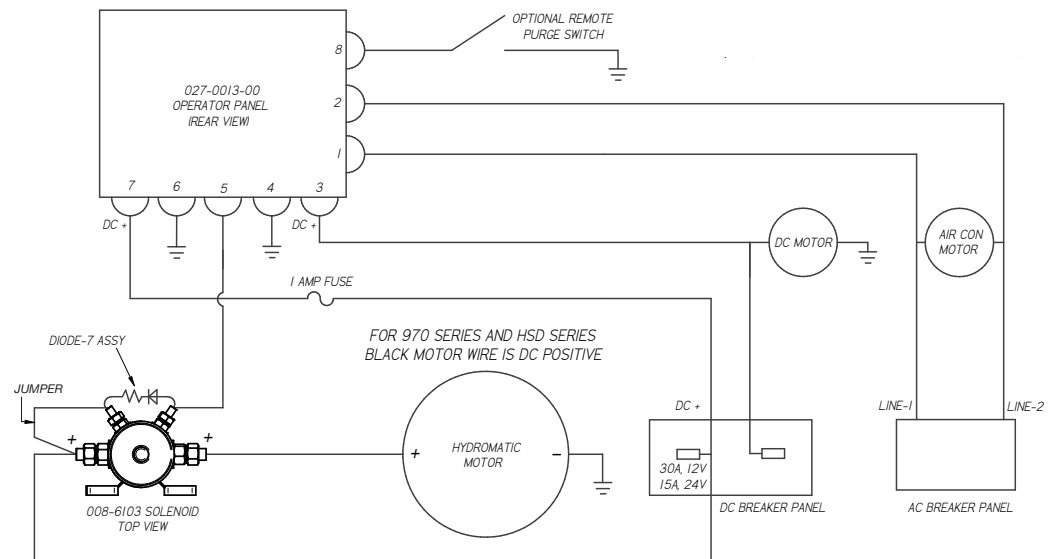 OPTIONAL REMOTE
PURGE SWITCH
8
027-0013-00
OPERATOR PANEL
(REAR VIEW)
2
1
7
6
5
4
3
DC +
DC +
DC MOTOR
AIR CON
MOTOR
1 AMP FUSE
FOR 970 SERIES AND HSD SERIES
BLACK MOTOR WIRE IS DC POSITIVE
DIODE-7 ASSY
JUMPER
DC +
LINE-1
LINE-2
+
+
+
HYDROMATIC
MOTOR
-
30A, 12V
15A, 24V
008-6103 SOLENOID
TOP VIEW
DC BREAKER PANEL
AC BREAKER PANEL